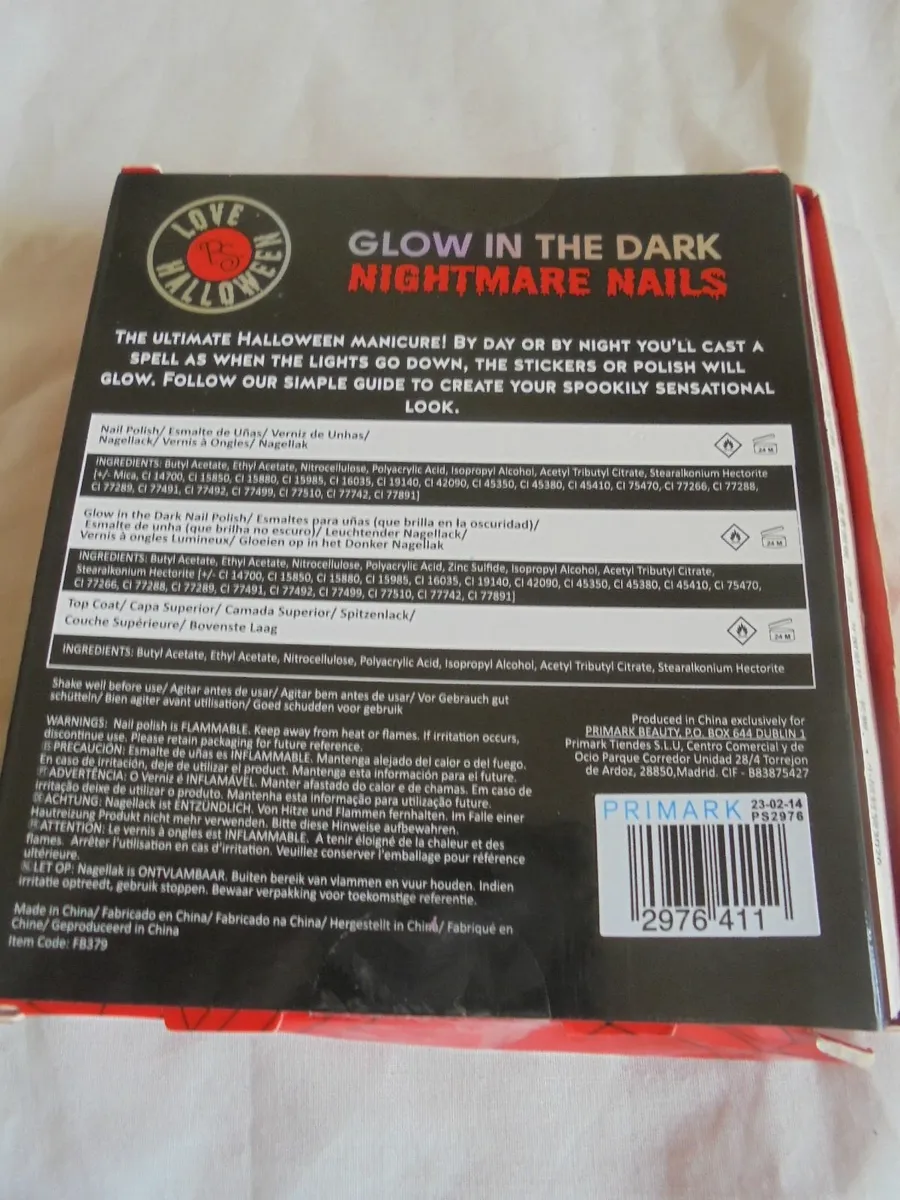 LOVE
PS
HALLOWEEN
GLOW IN THE DARK
NIGHTMARE NAILS
THE ULTIMATE HALLOWEEN MANICURE! BY DAY OR BY NIGHT YOU'LL CAST A
SPELL AS WHEN THE LIGHTS GO DOWN, THE STICKERS OR POLISH WILL
GLOW. FOLLOW OUR SIMPLE GUIDE TO CREATE YOUR SPOOKILY SENSATIONAL
LOOK.
Nail Polish/ Esmalte de Uñas/ Verniz de Unhas/
Nagellack/ Vernis à Ongles/ Nagellak
24 M
INGREDIENTS: Butyl Acetate, Ethyl Acetate, Nitrocellulose, Polyacrylic Acid, Isopropyl Alcohol, Acetyl Tributyl Citrate, Stearalkonium Hectorite
[+/- Mica, CI 14700, CI 15850, CI 15880, CI 15985, CI 16035, CI 19140, CI 42090, CI 45350, CI 45380, CI 45410, CI 75470, CI 77266, CI 77288,
CI 77289, CI 77491, CI 77492, CI 77499, CI 77510, CI 77742, CI 77891]
Glow in the Dark Nail Polish/ Esmaltes para uñas (que brilla en la oscuridad)/
Esmalte de unha (que brilha no escuro)/ Leuchtender Nagellack/
Vernis à ongles Lumineux/ Gloeien op in het Donker Nagellak
24 M
INGREDIENTS: Butyl Acetate, Ethyl Acetate, Nitrocellulose, Polyacrylic Acid, Zinc Sulfide, Isopropyl Alcohol, Acetyl Tributyl Citrate,
Stearalkonium Hectorite [+/- CI 14700, CI 15850, CI 15880, CI 15985, CI 16035, CI 19140, CI 42090, CI 45350, CI 45380, CI 45410, CI 75470,
CI 77266, CI 77288, CI 77289, CI 77491, CI 77492, CI 77499, CI 77510, CI 77742, CI 77891]
Top Coat/ Capa Superior/ Camada Superior/ Spitzenlack/
Couche Supérieure/ Bovenste Laag
24 M
INGREDIENTS: Butyl Acetate, Ethyl Acetate, Nitrocellulose, Polyacrylic Acid, Isopropyl Alcohol, Acetyl Tributyl Citrate, Stearalkonium Hectorite
Shake well before use/ Agitar antes de usar/ Agitar bem antes de usar/ Vor Gebrauch gut
schütteln/ Bien agiter avant utilisation/ Goed schudden voor gebruik
WARNINGS: Nail polish is FLAMMABLE. Keep away from heat or flames. If irritation occurs,
discontinue use. Please retain packaging for future reference.
PRECAUCIÓN: Esmalte de uñas es INFLAMMABLE. Mantenga alejado del calor o del fuego.
En caso de irritación, deje de utilizar el product. Mantenga esta información para el future.
ADVERTÊNCIA: O Verniz é INFLAMÁVEL. Manter afastado do calor e de chamas. Em caso de
irritação deixe de utilizar o produto. Mantenha esta informação para utilização future.
ACHTUNG: Nagellack ist ENTZÜNDLICH. Von Hitze und Flammen fernhalten. Im Falle einer
Hautreizung Produkt nicht mehr verwenden. Bitte diese Hinweise aufbewahren.
ATTENTION: Le vernis à ongles est INFLAMMABLE. A tenir éloigné de la chaleur et des
flames. Arrêter l'utilisation en cas d'irritation. Veuillez conserver l'emballage pour référence
ultérieure.
LET OP: Nagellak is ONTVLAMBAAR. Buiten bereik van vlammen en vuur houden. Indien
irritatie optreedt, gebruik stoppen. Bewaar verpakking voor toekomstige referentie.
Made in China/ Fabricado en China/ Fabricado na China/ Hergestellt in China/ Fabriqué en
Chine/ Geproduceerd in China
Item Code: FB379
Produced in China exclusively for
PRIMARK BEAUTY, P.O. BOX 644 DUBLIN 1
Primark Tiendes S.L.U, Centro Comercial y de
Ocio Parque Corredor Unidad 28/4 Torrejon
de Ardoz, 28850,Madrid. CIF - B83875427
PRIMARK 23-02-14
PS2976
2976 411